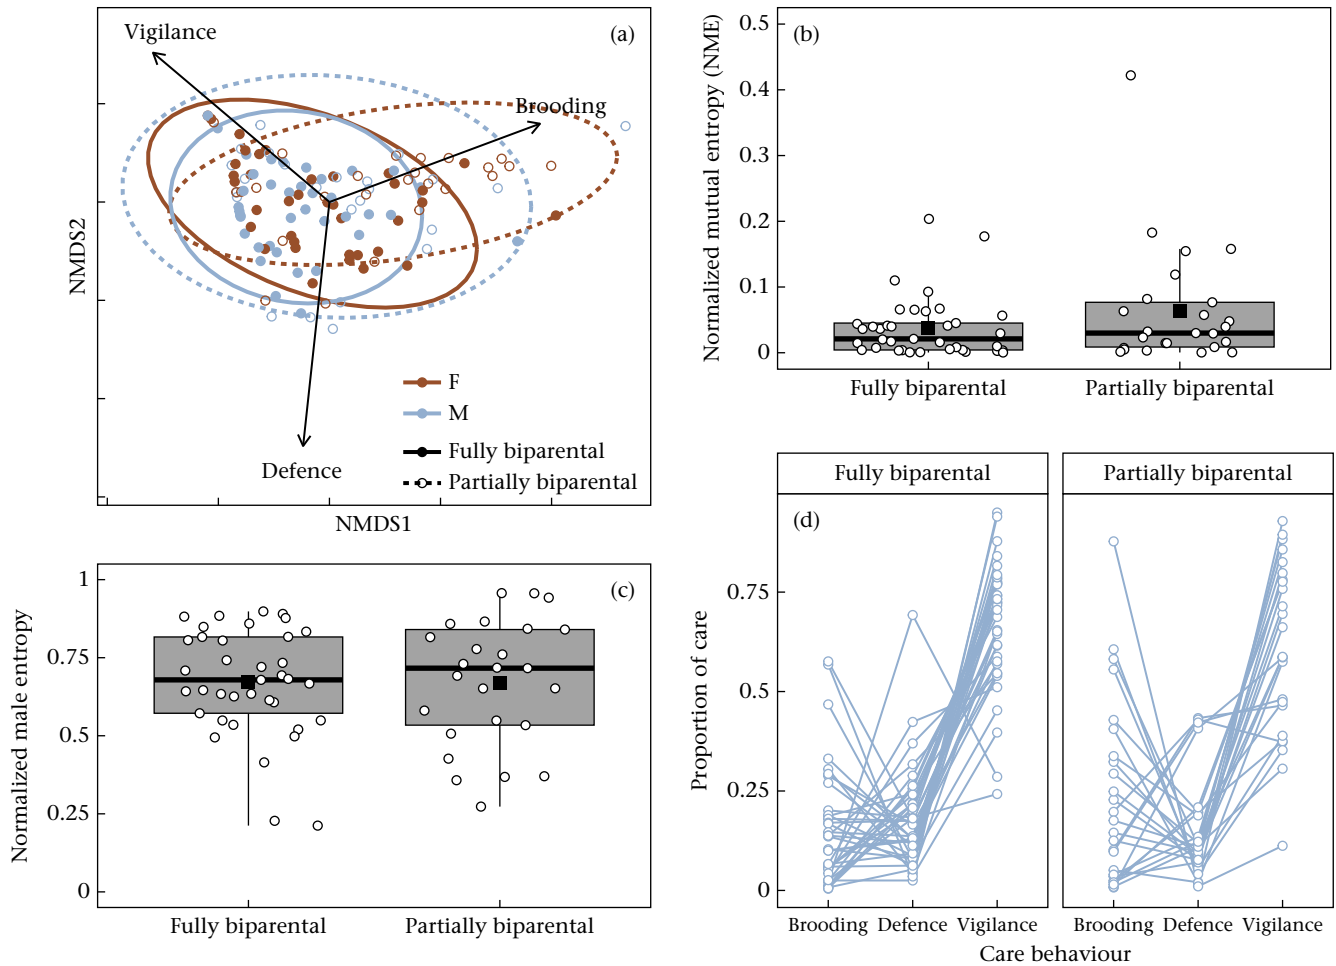 (a)
Vigilance
Brooding
Defence
F
M
Fully biparental
Partially biparental
NMDS2
NMDS1
(b)
Normalized mutual entropy (NME)
0.5
0.4
0.3
0.2
0.1
0
Fully biparental
Partially biparental
(c)
Normalized male entropy
1
0.75
0.5
0.25
0
Fully biparental
Partially biparental
Fully biparental
Partially biparental
(d)
Proportion of care
0.75
0.5
0.25
0
Brooding Defence Vigilance
Brooding Defence Vigilance
Care behaviour